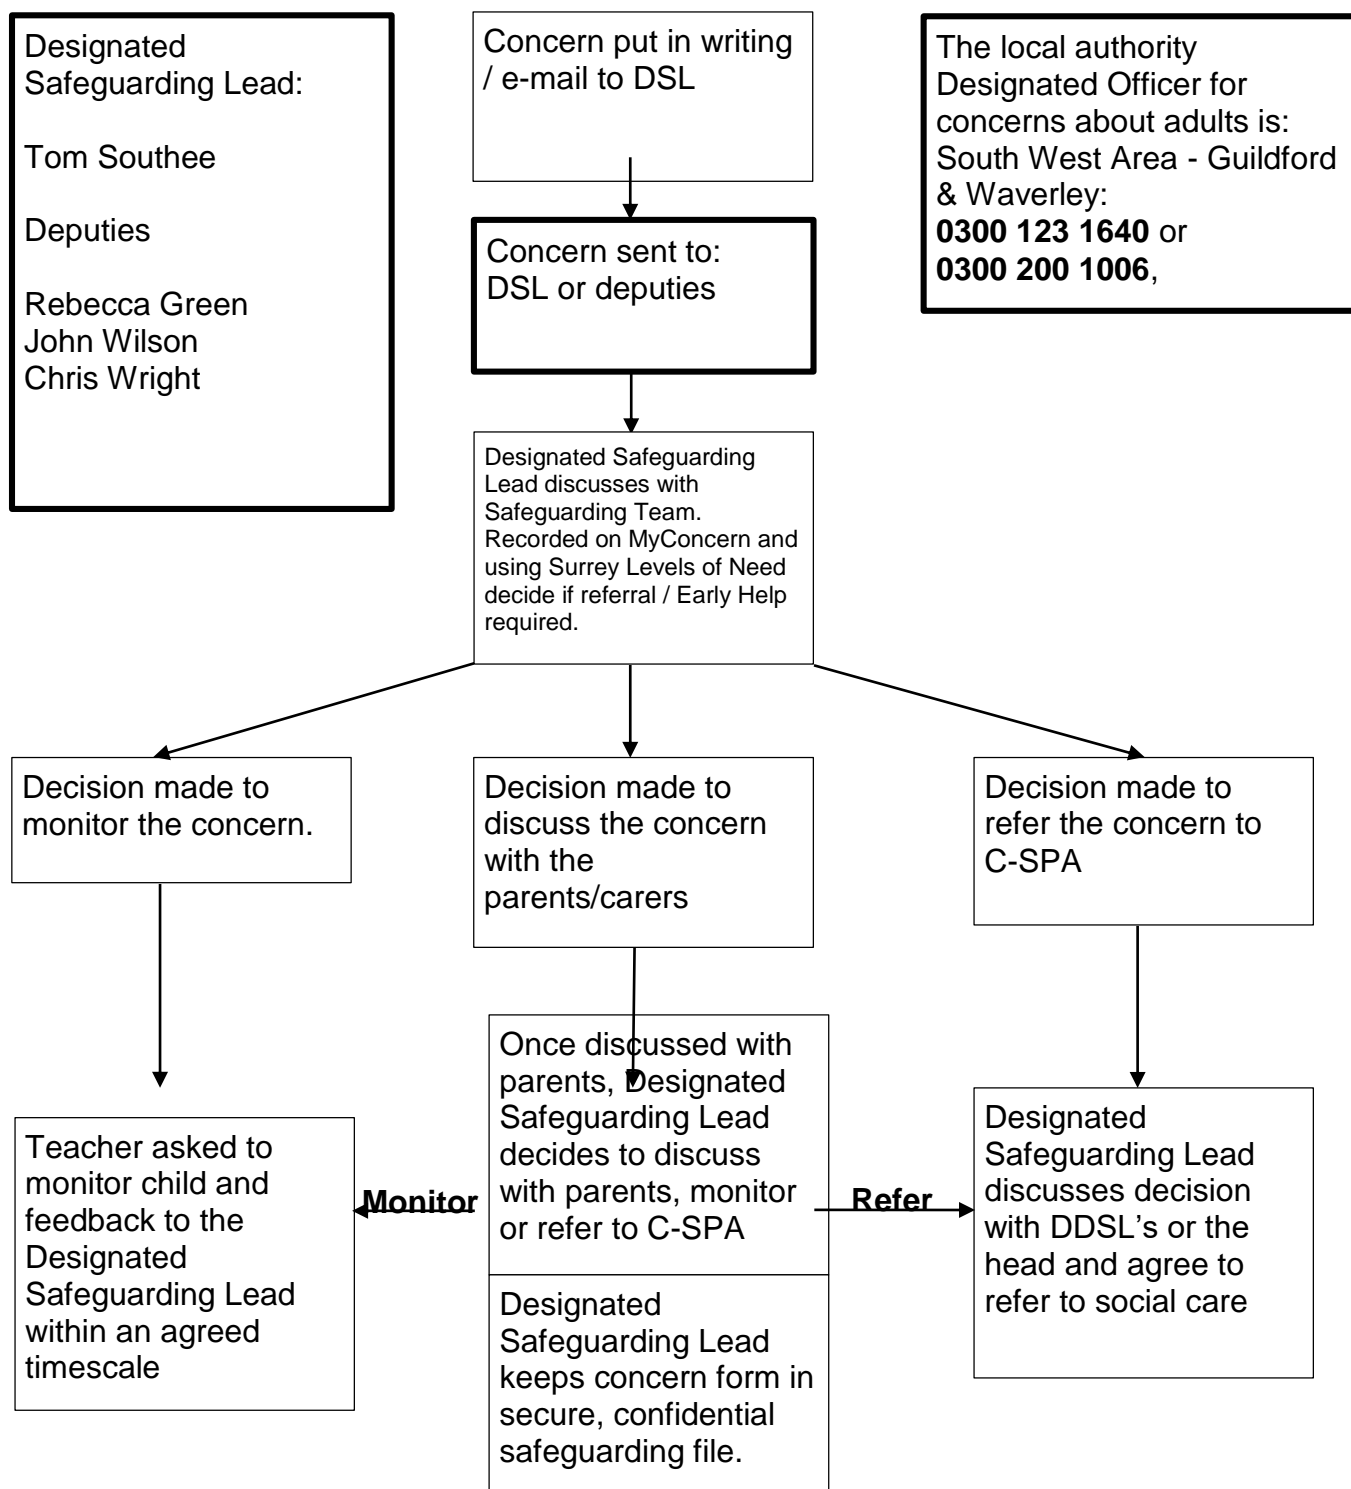 Designated
Safeguarding Lead:
Tom Southee
Deputies
Rebecca Green
John Wilson
Chris Wright
Concern put in writing
/ e-mail to DSL
The local authority
Designated Officer for
concerns about adults is:
South West Area - Guildford
& Waverley:
0300 123 1640 or
0300 200 1006,
Concern sent to:
DSL or deputies
Designated Safeguarding
Lead discusses with
Safeguarding Team.
Recorded on MyConcern and
using Surrey Levels of Need
decide if referral / Early Help
required.
Decision made to
monitor the concern.
Decision made to
discuss the concern
with the
parents/carers
Decision made to
refer the concern to
C-SPA
Teacher asked to
monitor child and
feedback to the
Designated
Safeguarding Lead
within an agreed
timescale
Monitor
Once discussed with
parents, Designated
Safeguarding Lead
decides to discuss
with parents, monitor
or refer to C-SPA
Refer
Designated
Safeguarding Lead
discusses decision
with DDSL’s or the
head and agree to
refer to social care
Designated
Safeguarding Lead
keeps concern form in
secure, confidential
safeguarding file.